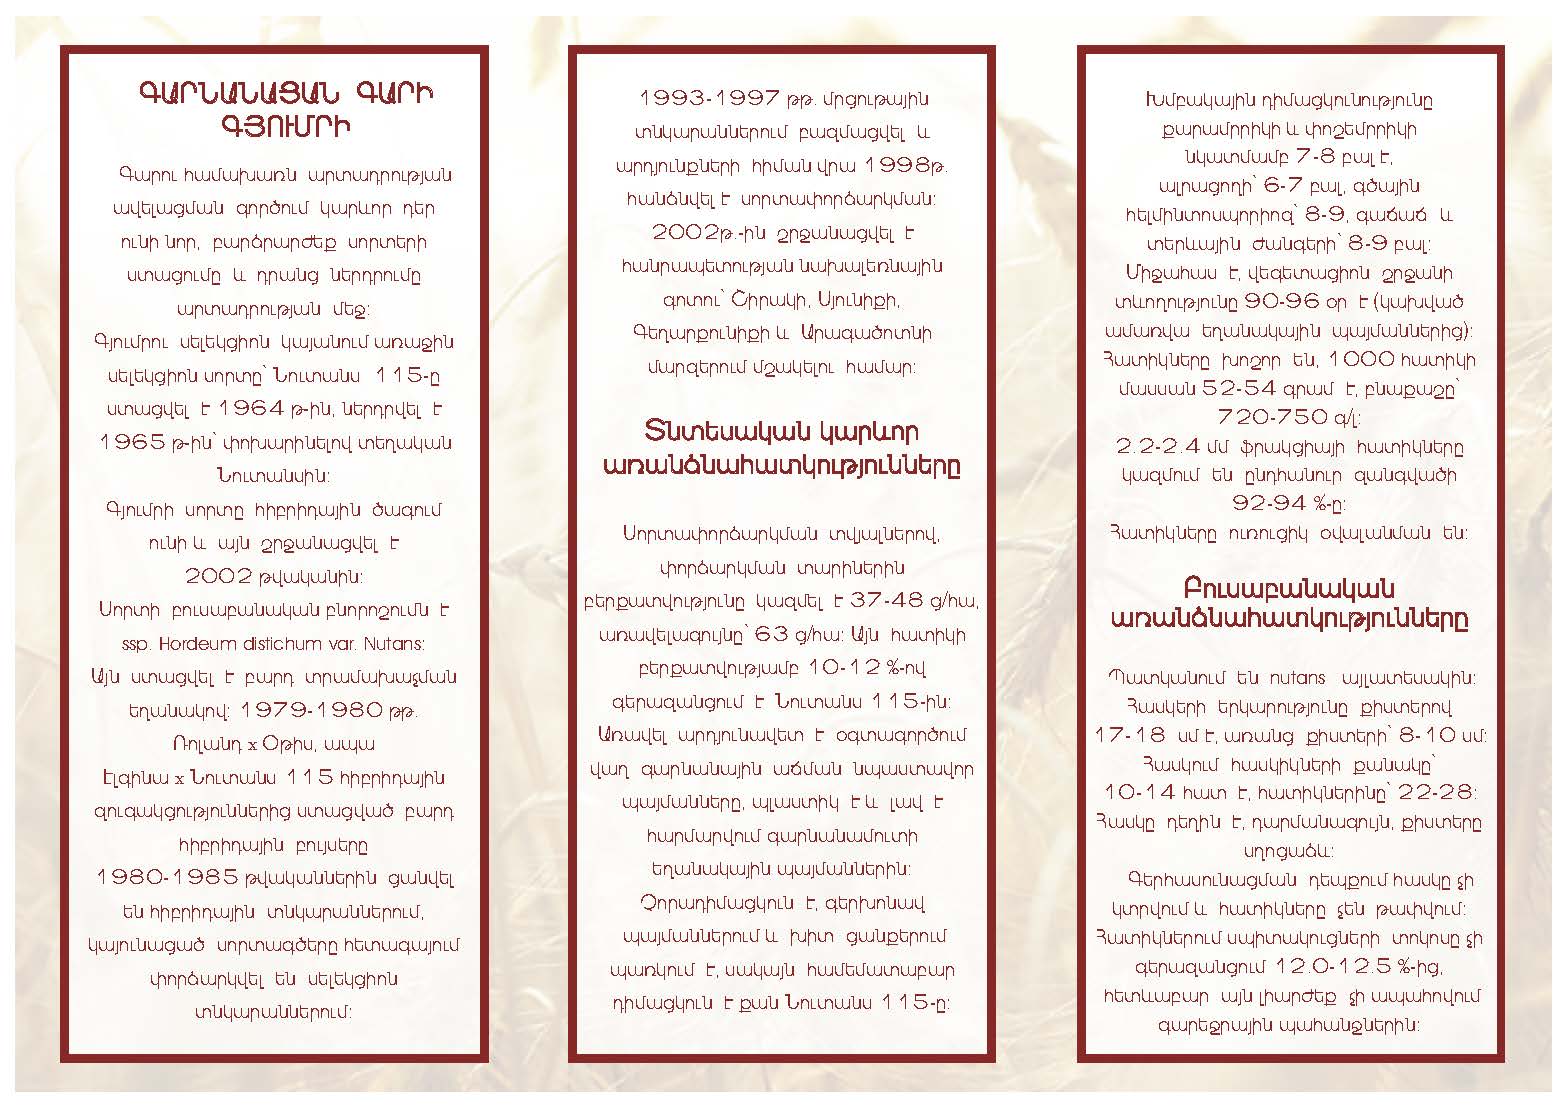 ԳԱՐՆԱՆԱՑԱՆ ԳԱՐԻ
ԳՅՈՒՄՐԻ
Գարու համախառն արտադրության
ավելացման գործում կարևոր դեր
ունի նոր, բարձրարժեք սորտերի
ստացումը և դրանց ներդրումը
արտադրության մեջ:
Գյումրու սելեկցիոն կայանում առաջին
սելեկցիոն սորտը` Նուտանս 115-ը
ստացվել է 1964 թ-ին, ներդրվել է
1965 թ-ին` փոխարինելով տեղական
Նուտանսին:
Գյումրի սորտը հիբրիդային ծագում
ունի և այն շրջանացվել է
2002 թվականին:
Սորտի բուսաբանական բնորոշումն է
ssp. Hordeum distichum var. Nutans:
Այն ստացվել է բարդ տրամախաչման
եղանակով: 1979-1980 թթ.
Ռոլանդ x Օթիս, ապա
Էլգինա x Նուտանս 115 հիբրիդային
զուգակցություններից ստացված բարդ
հիբրիդային բույսերը
1980-1985 թվականներին ցանվել
են հիբրիդային տնկարաններում,
կայունացած սորտագծերը հետագայում
փորձարկվել են սելեկցիոն
տնկարաններում:
1993-1997 թթ. մրցութային
տնկարաններում բազմացվել և
արդյունքների հիման վրա 1998թ.
հանձնվել է սորտափորձարկման:
2002թ.-ին շրջանացվել է
հանրապետության նախալեռնային
գոտու` Շիրակի, Սյունիքի,
Գեղարքունիքի և Արագածոտնի
մարզերում մշակելու համար:
Տնտեսական կարևոր
առանձնահատկությունները
Սորտափորձարկման տվյալներով,
փորձարկման տարիներին
բերքատվությունը կազմել է 37-48 ց/հա,
առավելագույնը` 63 ց/հա: Այն հատիկի
բերքատվությամբ 10-12 %-ով
գերազանցում է Նուտանս 115-ին:
Առավել արդյունավետ է օգտագործում
վաղ գարնանային աճման նպաստավոր
պայմանները, պլաստիկ է և լավ է
հարմարվում գարնանամուտի
եղանակային պայմաններին:
Չորադիմացկուն է, գերխոնավ
պայմաններում և խիտ ցանքերում
պառկում է, սակայն համեմատաբար
դիմացկուն է քան Նուտանս 115-ը:
Խմբակային դիմացկունությունը
քարամրրիկի և փոշեմրրիկի
նկատմամբ 7-8 բալ է,
ալրացողի` 6-7 բալ, գծային
հելմինտոսպորիոզ` 8-9, գաճաճ և
տերևային ժանգերի` 8-9 բալ:
Միջահաս է, վեգետացիոն շրջանի
տևողությունը 90-96 օր է (կախված
ամառվա եղանակային պայմաններից):
Հատիկները խոշոր են, 1000 հատիկի
մասսան 52-54 գրամ է, բնաքաշը`
720-750 գ/լ:
2.2-2.4 մմ ֆրակցիայի հատիկները
կազմում են ընդհանուր զանգվածի
92-94 %-ը:
Հատիկները ուռուցիկ օվալանման են:
Բուսաբանական
առանձնահատկությունները
Պատկանում են nutans այլատեսակին:
Հասկերի երկարությունը քիստերով
17-18 սմ է, առանց քիստերի` 8-10 սմ:
Հասկում հասկիկների քանակը`
10-14 հատ է, հատիկներինը` 22-28:
Հասկը դեղին է, դարմանագույն, քիստերը
սղոցաձև:
Գերհասունացման դեպքում հասկը չի
կտրվում և հատիկները չեն թափվում:
Հատիկներում սպիտակուցների տոկոսը չի
գերազանցում 12.0-12.5 %-ից,
հետևաբար այն լիարժեք չի ապահովում
գարեջրային պահանջներին: